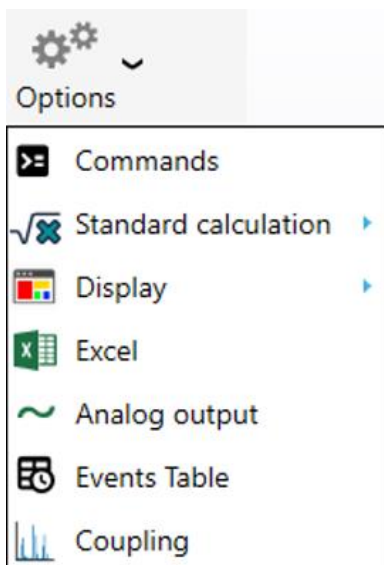 Options
Commands
Standard calculation
Display
Excel
Analog output
Events Table
Coupling